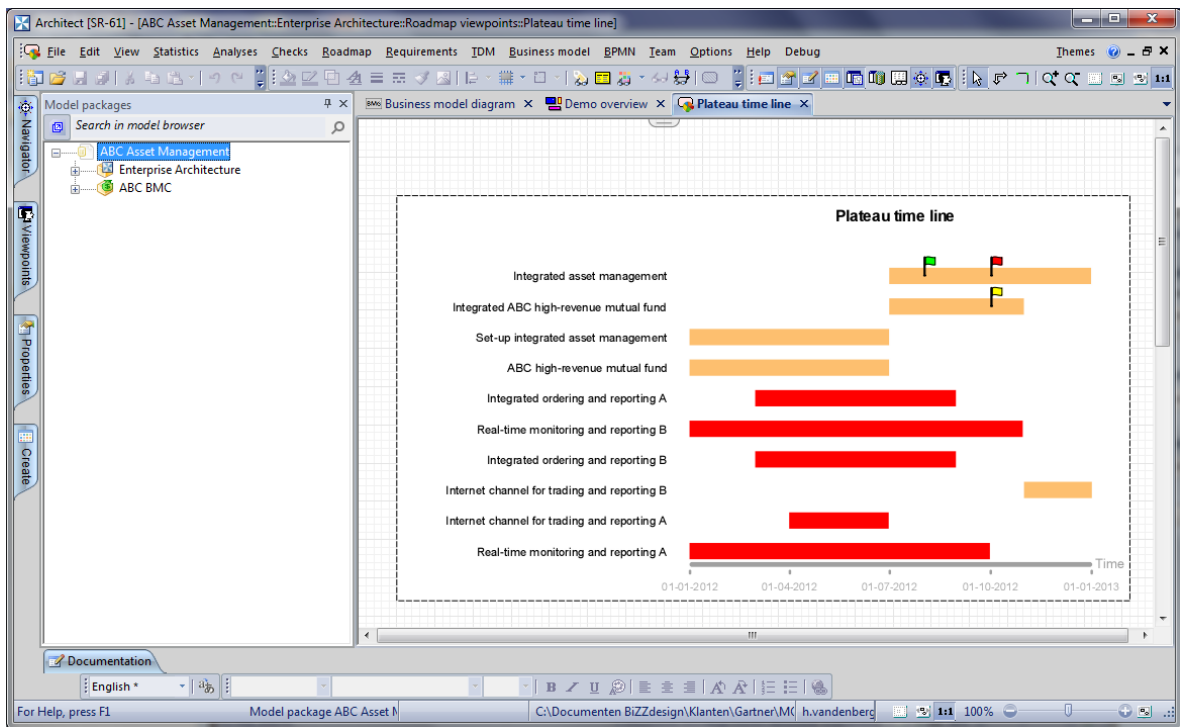 Architect [SR-61] - [ABC Asset Management::Enterprise Architecture::Roadmap viewpoints::Plateau time line]
File Edit View Statistics Analyses Checks Roadmap Requirements TDM Business model BPMN Team Options Help Debug Themes
1:1
Navigator
Viewpoints
Properties
Create
Model packages
Search in model browser
ABC Asset Management
Enterprise Architecture
ABC BMC
Business model diagram
Demo overview
Plateau time line
Plateau time line
Integrated asset management
Integrated ABC high-revenue mutual fund
Set-up integrated asset management
ABC high-revenue mutual fund
Integrated ordering and reporting A
Real-time monitoring and reporting B
Integrated ordering and reporting B
Internet channel for trading and reporting B
Internet channel for trading and reporting A
Real-time monitoring and reporting A
Time
01-01-2012 01-04-2012 01-07-2012 01-10-2012 01-01-2013
Documentation
English *
B I U
For Help, press F1 Model package ABC Asset C:\Documenten BiZZdesign\Klanten\Gartner\ h.vandenberg 1:1 100%